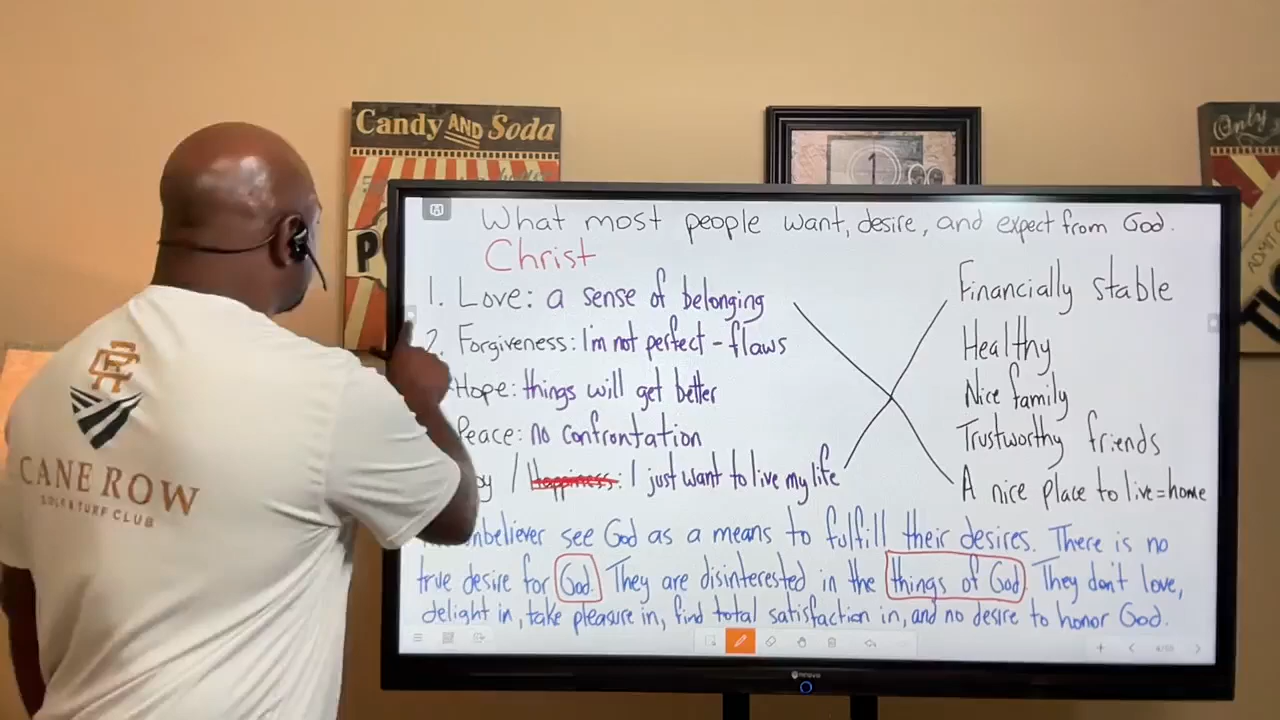 Candy AND Soda
Only
ADMIT
1
CANE ROW
GOLF & TURF CLUB
What most people want, desire, and expect from God.
Christ
1. Love: a sense of belonging
2. Forgiveness: I'm not perfect - flaws
Hope: things will get better
Peace: no confrontation
/ Happiness: I just want to live my life
Financially stable
Healthy
Nice family
Trustworthy friends
A nice place to live = home
unbeliever see God as a means to fulfill their desires. There is no
true desire for God. They are disinterested in the things of God. They don't love,
delight in, take pleasure in, find total satisfaction in, and no desire to honor God.